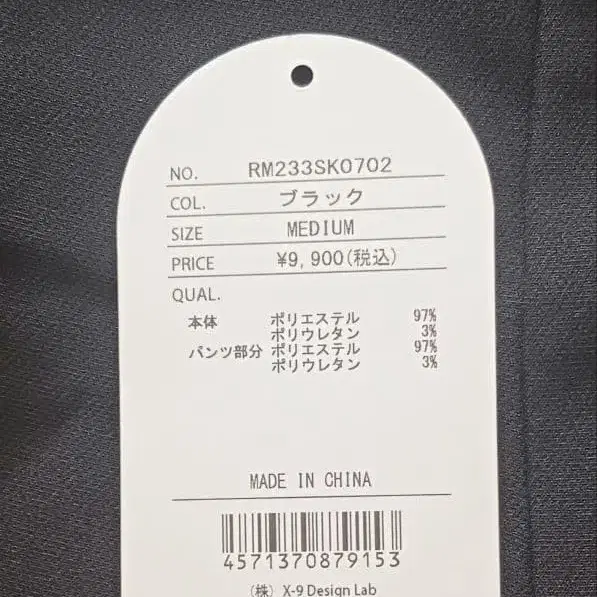 NO. RM233SK0702
COL. ブラック
SIZE MEDIUM
PRICE ¥9,900(税込)
QUAL.
本体 ポリエステル 97%
ポリウレタン 3%
パンツ部分 ポリエステル 97%
ポリウレタン 3%
MADE IN CHINA
4571370879153
(株) X-9 Design Lab